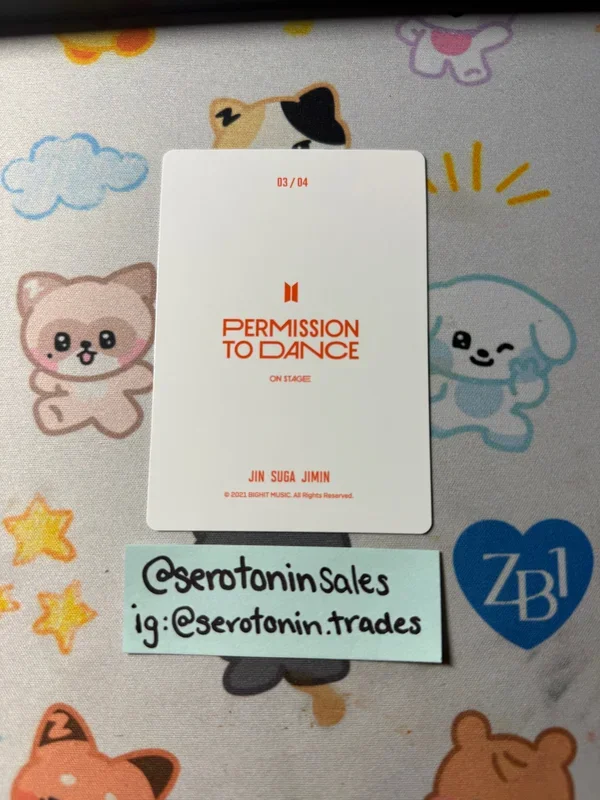 03/04
PERMISSION
TO DANCE
ON STAGE
JIN SUGA JIMIN
© 2021 BIGHIT MUSIC. All Rights Reserved.
@serotoninsales
ig:@serotonin.trades
ZB1
Z
Z